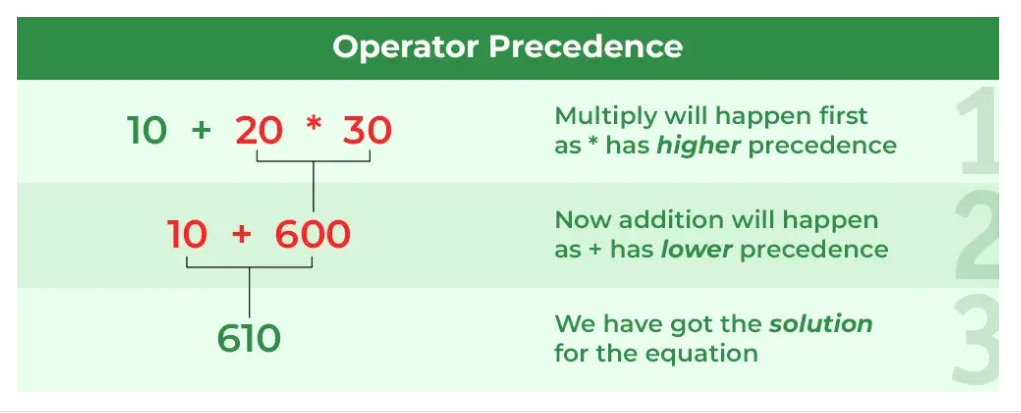 Operator Precedence
10 + 20 * 30
Multiply will happen first
as * has higher precedence
1
10 + 600
Now addition will happen
as + has lower precedence
2
610
We have got the solution
for the equation
3